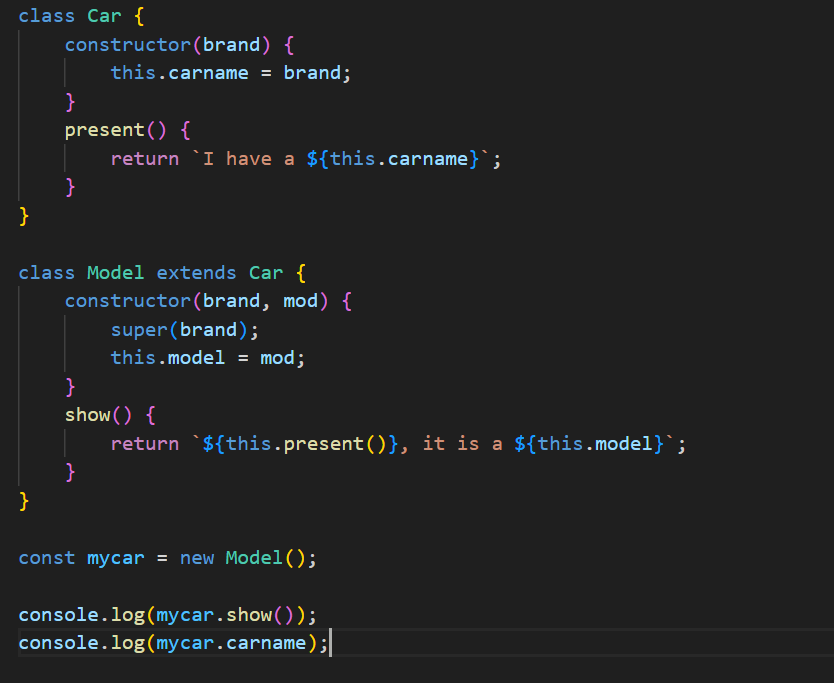 class Car {
    constructor(brand) {
        this.carname = brand;
    }
    present() {
        return `I have a ${this.carname}`;
    }
}

class Model extends Car {
    constructor(brand, mod) {
        super(brand);
        this.model = mod;
    }
    show() {
        return `${this.present()}, it is a ${this.model}`;
    }
}

const mycar = new Model();

console.log(mycar.show());
console.log(mycar.carname);